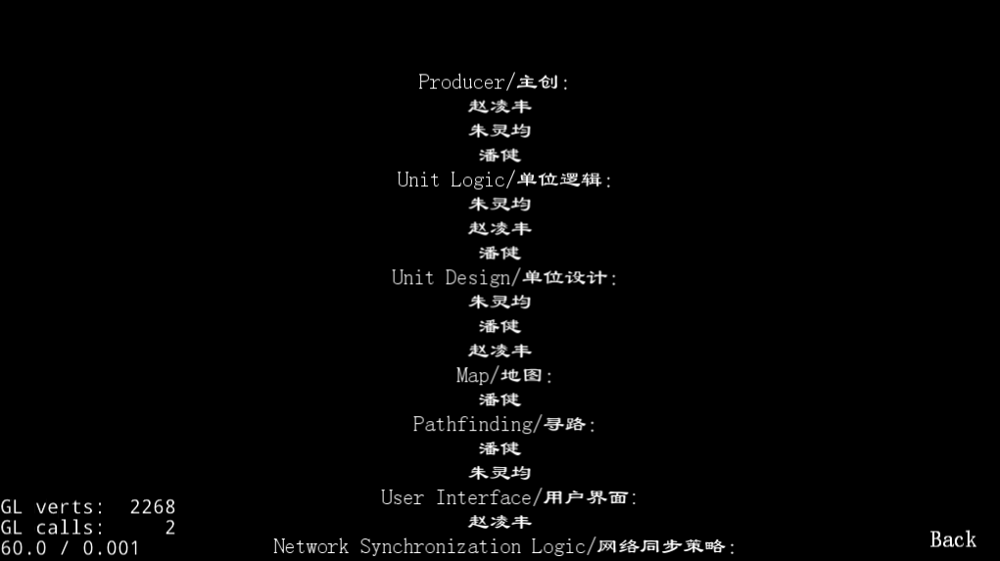 Producer/主创:
赵凌丰
朱灵均
潘健
Unit Logic/单位逻辑:
朱灵均
赵凌丰
潘健
Unit Design/单位设计:
朱灵均
潘健
赵凌丰
Map/地图:
潘健
Pathfinding/寻路:
潘健
朱灵均
User Interface/用户界面:
赵凌丰
Network Synchronization Logic/网络同步策略:
GL verts: 2268
GL calls: 2
60.0 / 0.001
Back